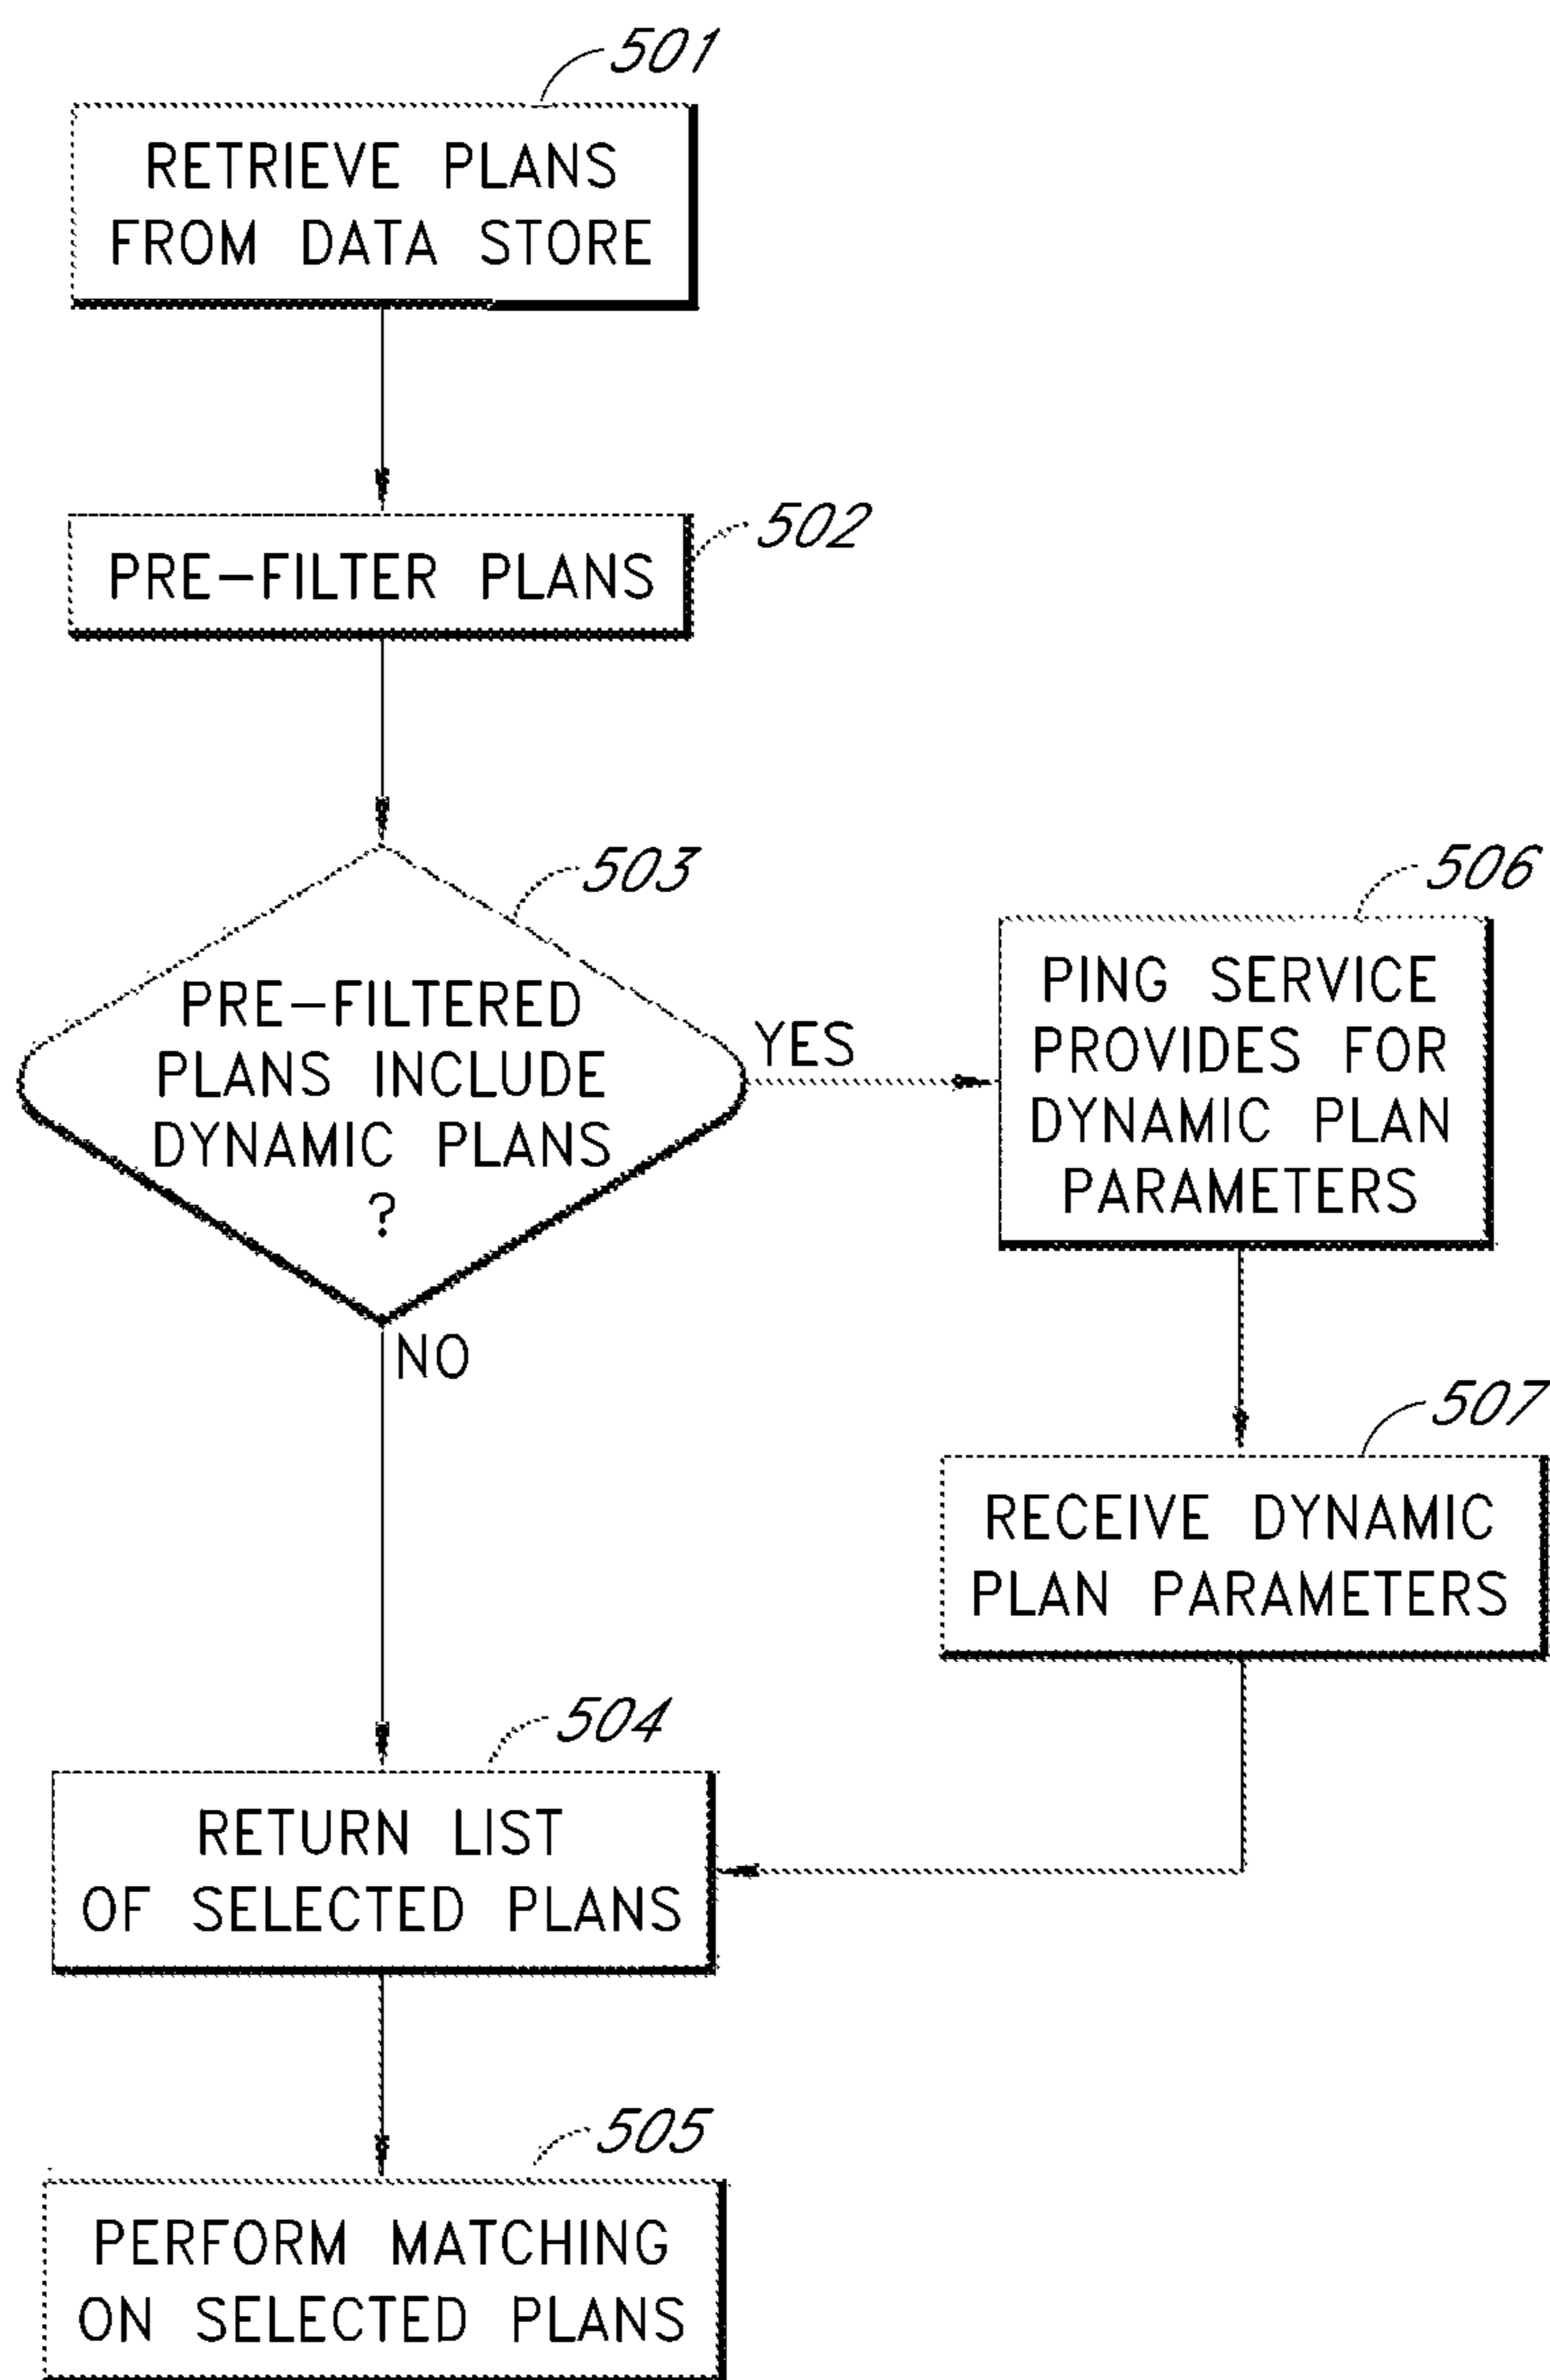 501
RETRIEVE PLANS
FROM DATA STORE
502
PRE-FILTER PLANS
503
PRE-FILTERED
PLANS INCLUDE
DYNAMIC PLANS
?
YES
NO
506
PING SERVICE
PROVIDES FOR
DYNAMIC PLAN
PARAMETERS
507
RECEIVE DYNAMIC
PLAN PARAMETERS
504
RETURN LIST
OF SELECTED PLANS
505
PERFORM MATCHING
ON SELECTED PLANS